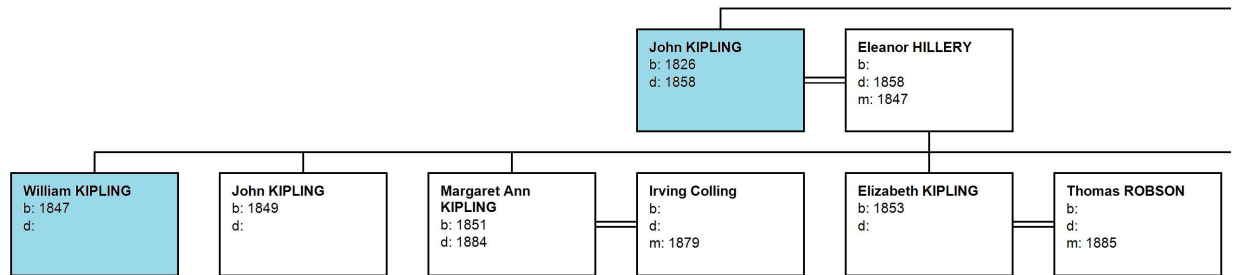 John KIPLING
b: 1826
d: 1858
Eleanor HILLERY
b:
d: 1858
m: 1847
William KIPLING
b: 1847
d:
John KIPLING
b: 1849
d:
Margaret Ann
KIPLING
b: 1851
d: 1884
Irving Colling
b:
d:
m: 1879
Elizabeth KIPLING
b: 1853
d:
Thomas ROBSON
b:
d:
m: 1885